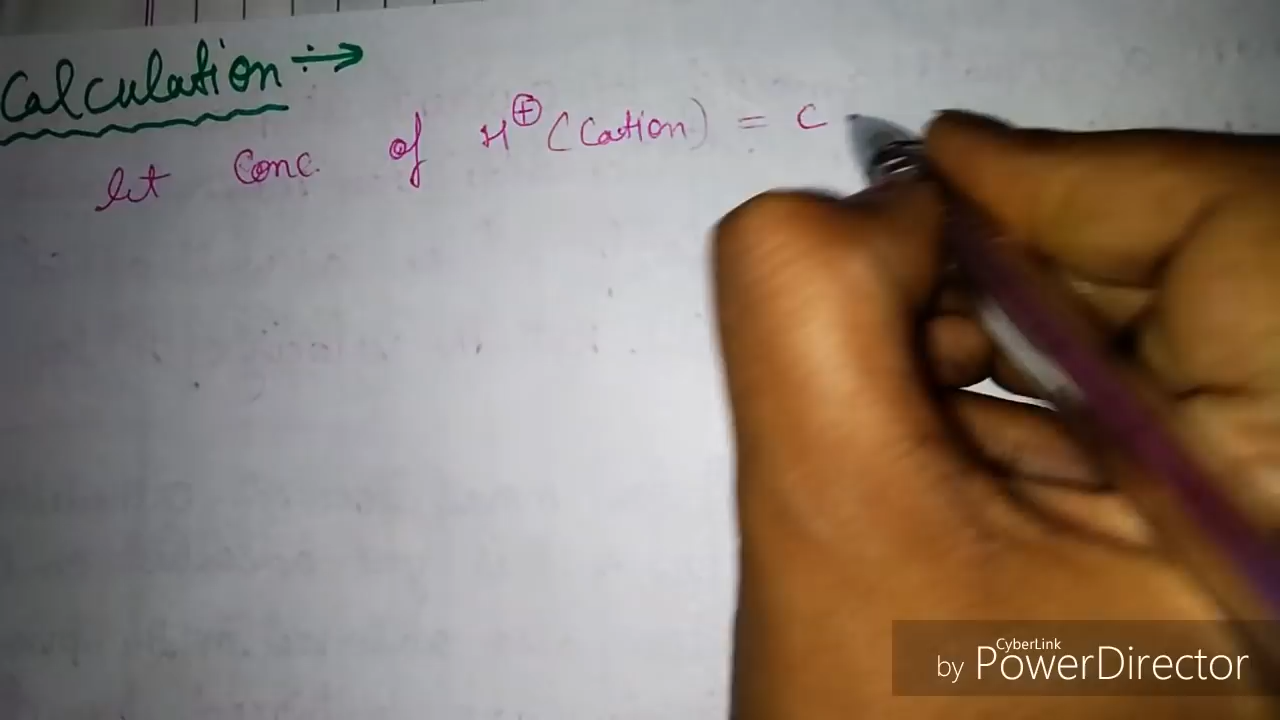 Calculation ÷→
let Conc. of H⊕ (Cation) = C
CyberLink
by PowerDirector